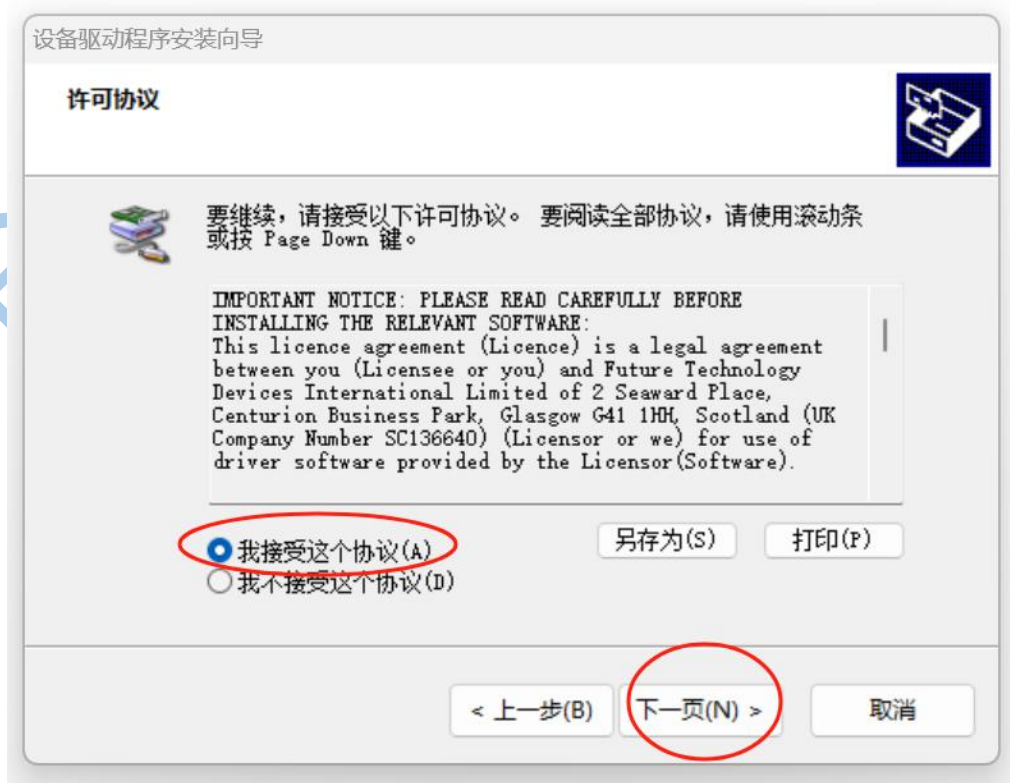 设备驱动程序安装向导
许可协议
要继续，请接受以下许可协议。 要阅读全部协议，请使用滚动条
或按 Page Down 键。
IMPORTANT NOTICE: PLEASE READ CAREFULLY BEFORE
INSTALLING THE RELEVANT SOFTWARE:
This licence agreement (Licence) is a legal agreement
between you (Licensee or you) and Future Technology
Devices International Limited of 2 Seaward Place,
Centurion Business Park, Glasgow G41 1HH, Scotland (UK
Company Number SC136640) (Licensor or we) for use of
driver software provided by the Licensor(Software).
我接受这个协议(A)
另存为(S)
打印(P)
我不接受这个协议(D)
< 上一步(B)
下一页(N) >
取消